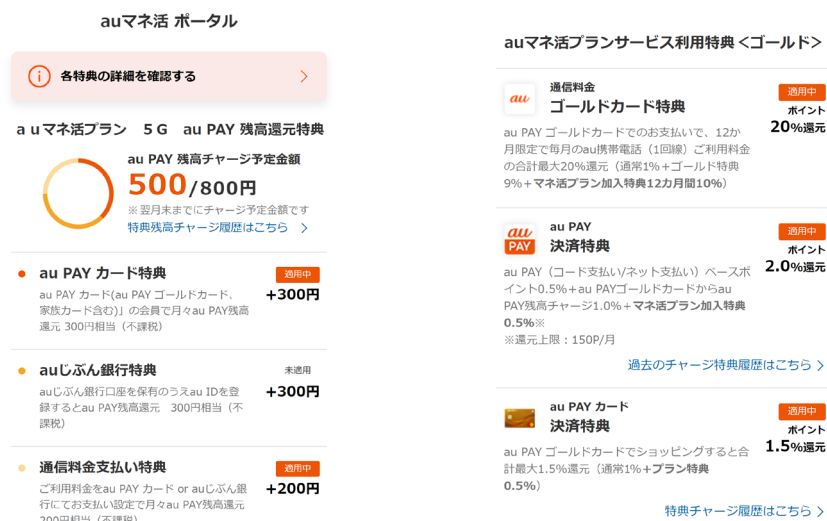 auマネ活 ポータル
各特典の詳細を確認する
auマネ活プラン 5G au PAY 残高還元特典
au PAY 残高チャージ予定金額
500/800円
※翌月末までにチャージ予定金額です
特典残高チャージ履歴はこちら
au PAY カード特典
適用中
au PAY カード(au PAY ゴールドカード、
家族カード含む)」の会員で月々au PAY残高
還元 300円相当（不課税）
+300円
auじぶん銀行特典
未適用
auじぶん銀行口座を保有のうえau IDを登
録するとau PAY残高還元 300円相当（不
課税）
+300円
通信料金支払い特典
適用中
ご利用料金をau PAY カード or auじぶん銀
行にてお支払い設定で月々au PAY残高還元
200円相当（不課税）
+200円
auマネ活プランサービス利用特典＜ゴールド＞
au
通信料金
ゴールドカード特典
適用中
ポイント
20%還元
au PAY ゴールドカードでのお支払いで、12か
月限定で毎月のau携帯電話（1回線）ご利用料金
の合計最大20%還元（通常1%＋ゴールド特典
9%＋マネ活プラン加入特典12カ月間10%）
au PAY
au PAY
決済特典
適用中
ポイント
2.0%還元
au PAY（コード支払い/ネット支払い）ベースポ
イント0.5%＋au PAYゴールドカードからau
PAY残高チャージ1.0%＋マネ活プラン加入特典
0.5%※
※還元上限：150P/月
過去のチャージ特典履歴はこちら
au PAY カード
決済特典
適用中
ポイント
1.5%還元
au PAY ゴールドカードでショッピングすると合
計最大1.5%還元（通常1%＋プラン特典
0.5%）
特典チャージ履歴はこちら